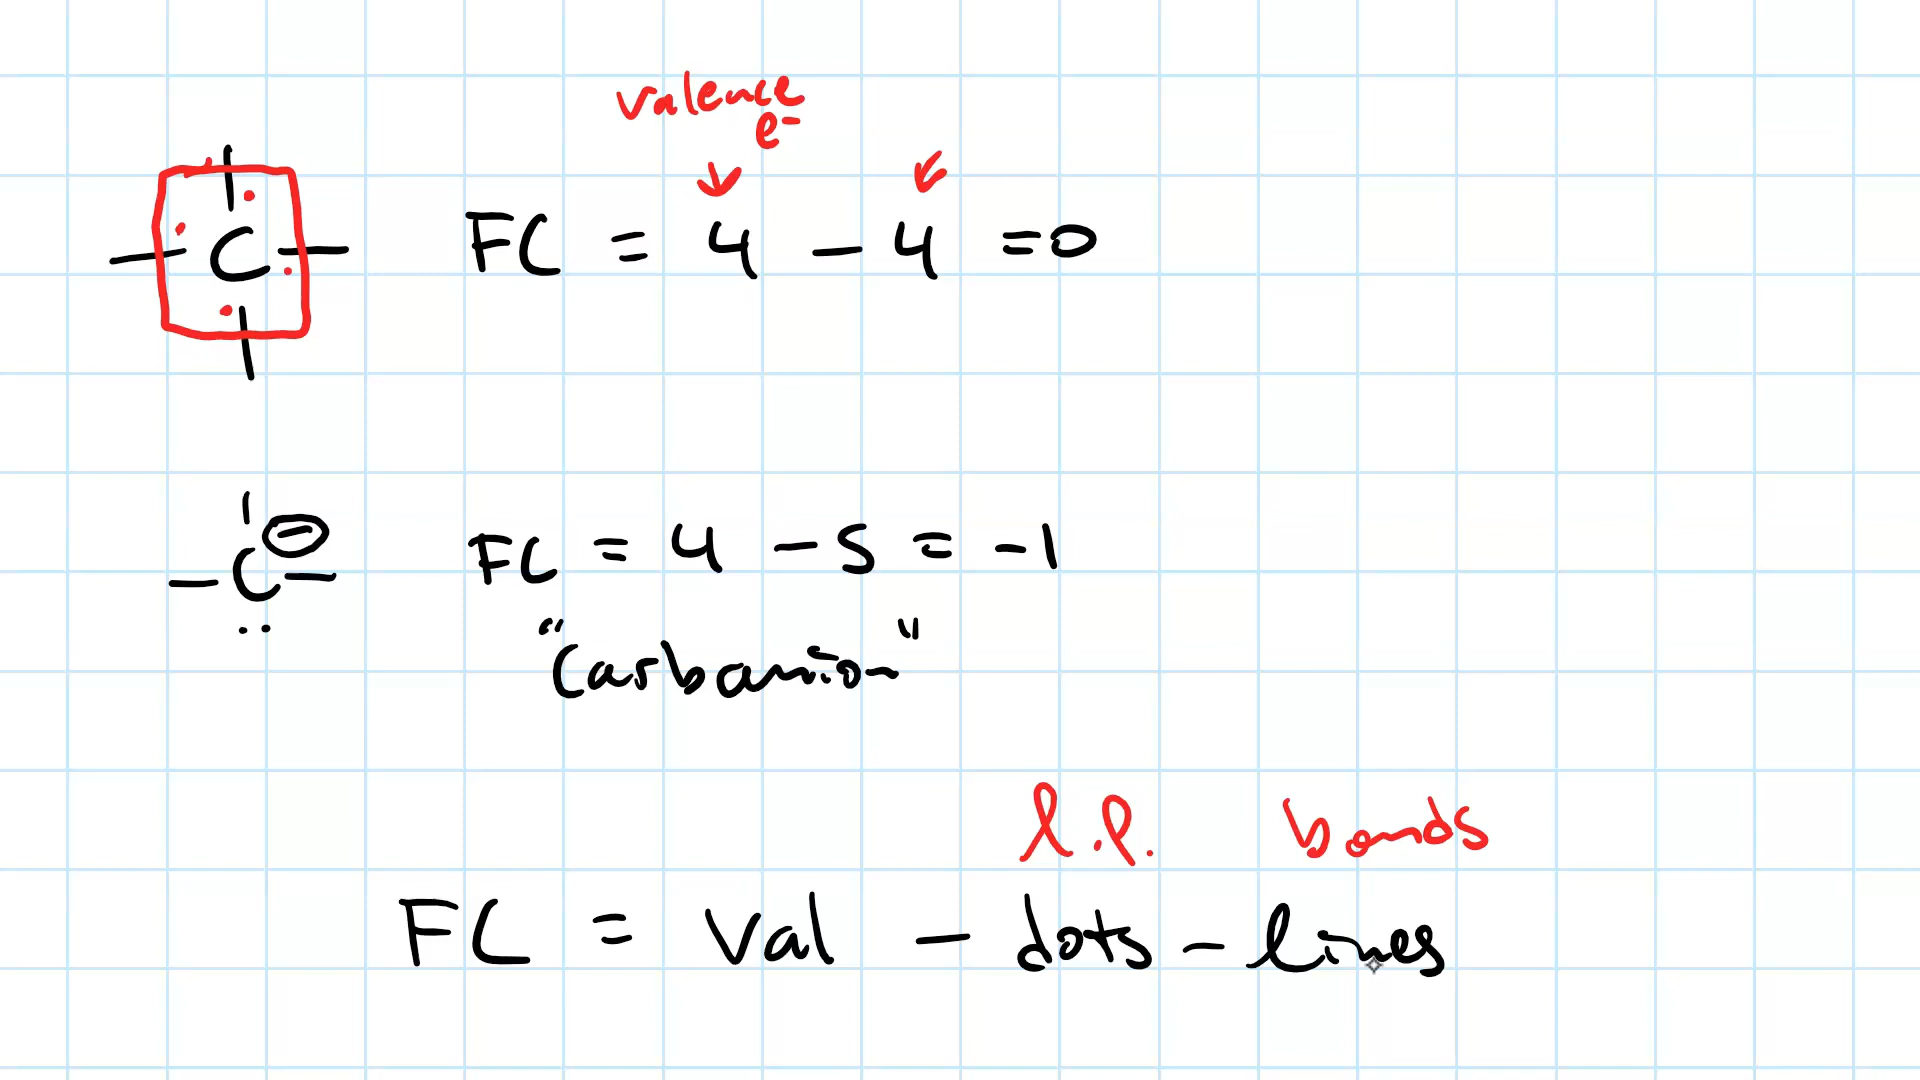 valence
e⁻
C FC = 4 – 4 = 0
C⊖ FC = 4 – 5 = -1
"Carbanion"
l.p. bonds
FC = Val – dots – lines